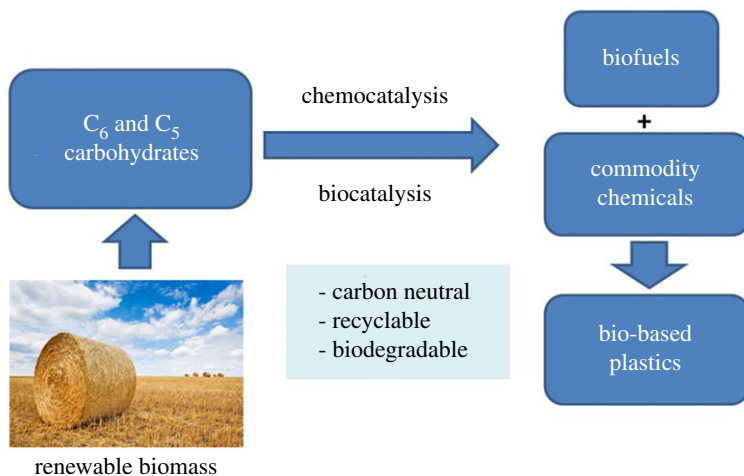 C₆ and C₅
carbohydrates
chemocatalysis
biocatalysis
biofuels
+
commodity
chemicals
bio-based
plastics
- carbon neutral
- recyclable
- biodegradable
renewable biomass